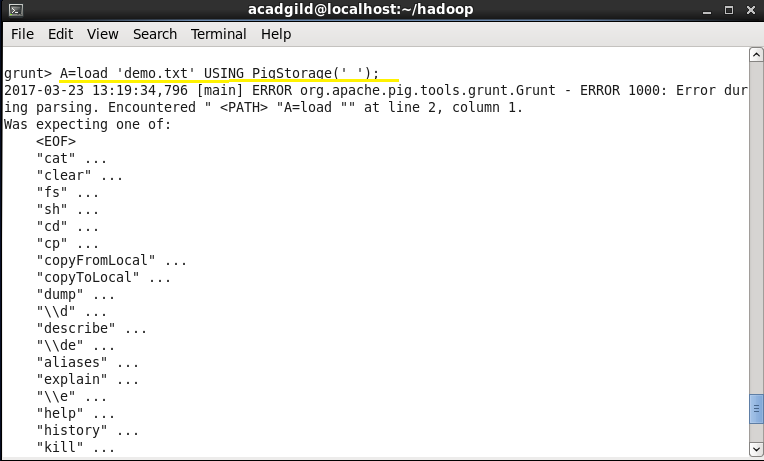 acadgild@localhost:~/hadoop
File Edit View Search Terminal Help
grunt> A=load 'demo.txt' USING PigStorage(' ');
2017-03-23 13:19:34,796 [main] ERROR org.apache.pig.tools.grunt.Grunt - ERROR 1000: Error dur
ing parsing. Encountered " <PATH> "A=load "" at line 2, column 1.
Was expecting one of:
    <EOF>
    "cat" ...
    "clear" ...
    "fs" ...
    "sh" ...
    "cd" ...
    "cp" ...
    "copyFromLocal" ...
    "copyToLocal" ...
    "dump" ...
    "\\d" ...
    "describe" ...
    "\\de" ...
    "aliases" ...
    "explain" ...
    "\\e" ...
    "help" ...
    "history" ...
    "kill" ...